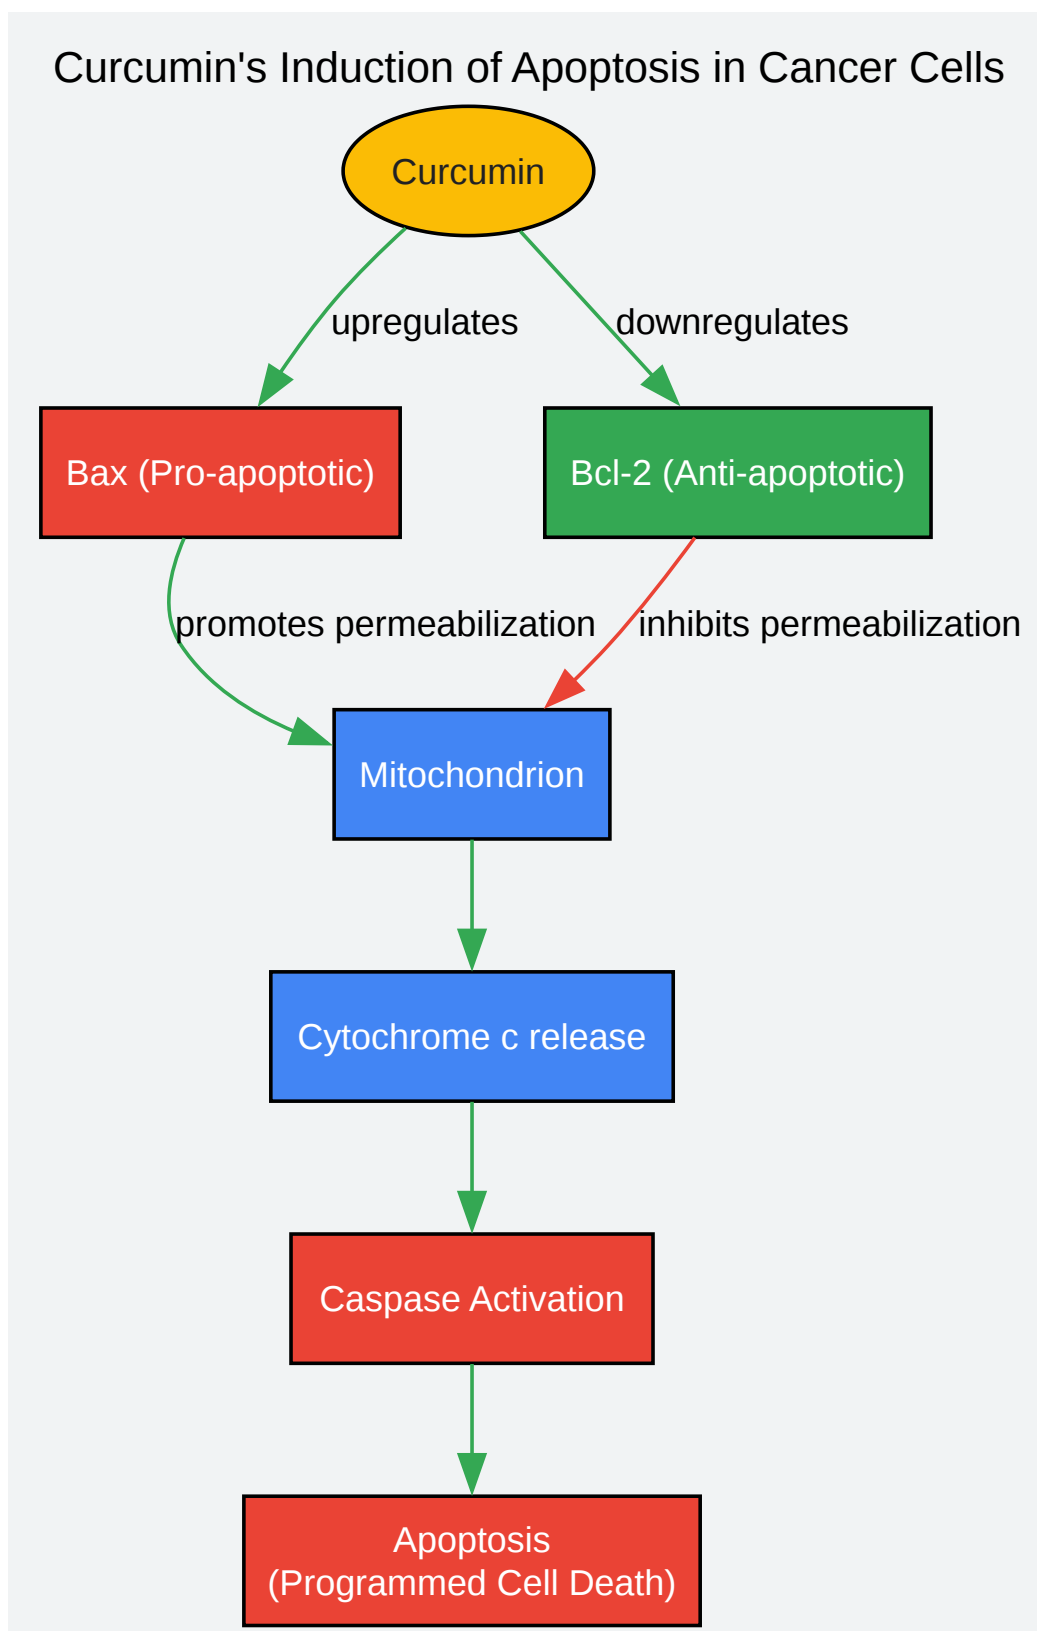 Curcumin's Induction of Apoptosis in Cancer Cells
Curcumin
upregulates
downregulates
Bax (Pro-apoptotic)
Bcl-2 (Anti-apoptotic)
promotes permeabilization
inhibits permeabilization
Mitochondrion
Cytochrome c release
Caspase Activation
Apoptosis
(Programmed Cell Death)